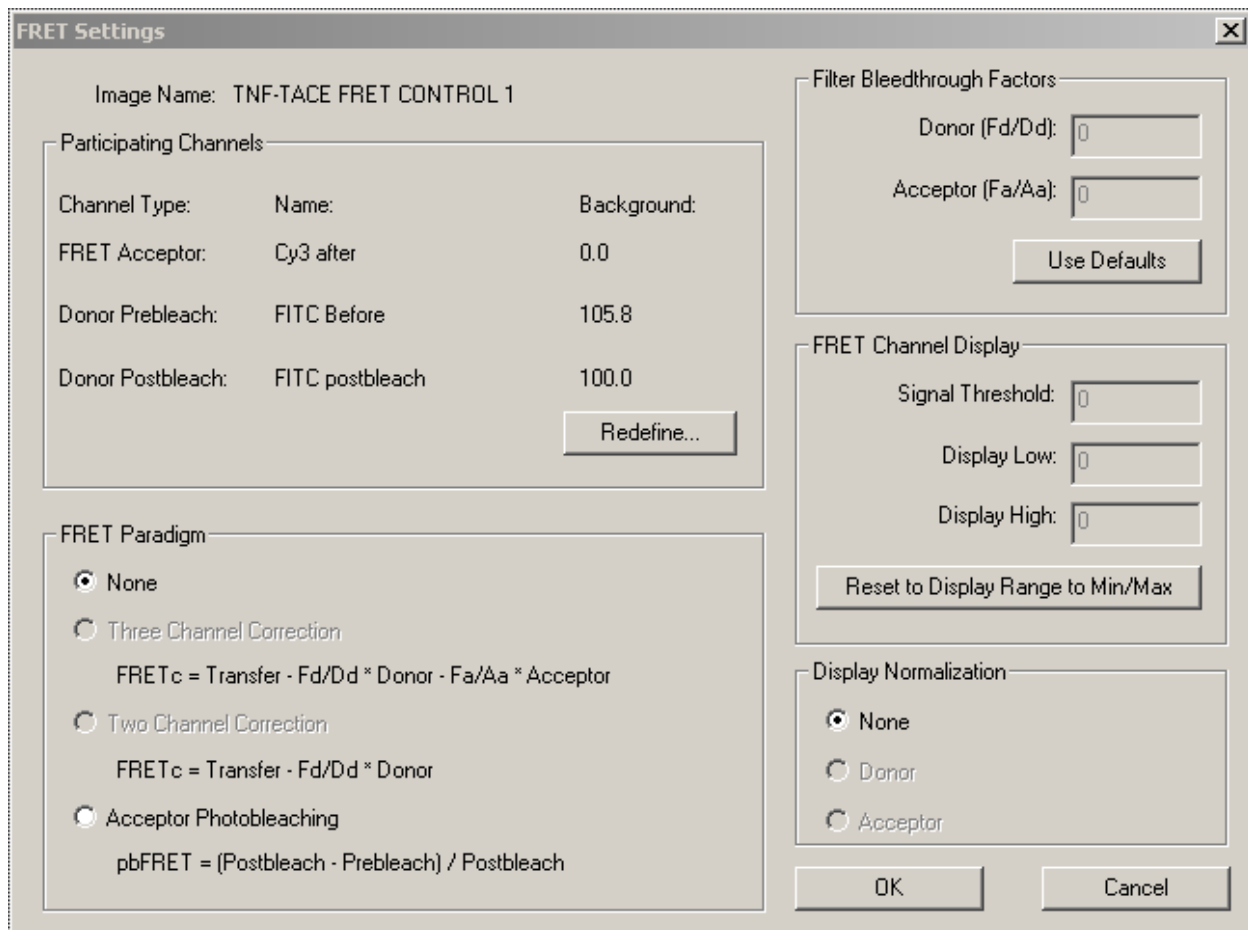 FRET Settings
Image Name: TNF-TACE FRET CONTROL 1
Participating Channels
Channel Type: Name: Background:
FRET Acceptor: Cy3 after 0.0
Donor Prebleach: FITC Before 105.8
Donor Postbleach: FITC postbleach 100.0
Redefine...
FRET Paradigm
None
Three Channel Correction
FRETc = Transfer - Fd/Dd * Donor - Fa/Aa * Acceptor
Two Channel Correction
FRETc = Transfer - Fd/Dd * Donor
Acceptor Photobleaching
pbFRET = (Postbleach - Prebleach) / Postbleach
Filter Bleedthrough Factors
Donor (Fd/Dd): 0
Acceptor (Fa/Aa): 0
Use Defaults
FRET Channel Display
Signal Threshold: 0
Display Low: 0
Display High: 0
Reset to Display Range to Min/Max
Display Normalization
None
Donor
Acceptor
OK Cancel